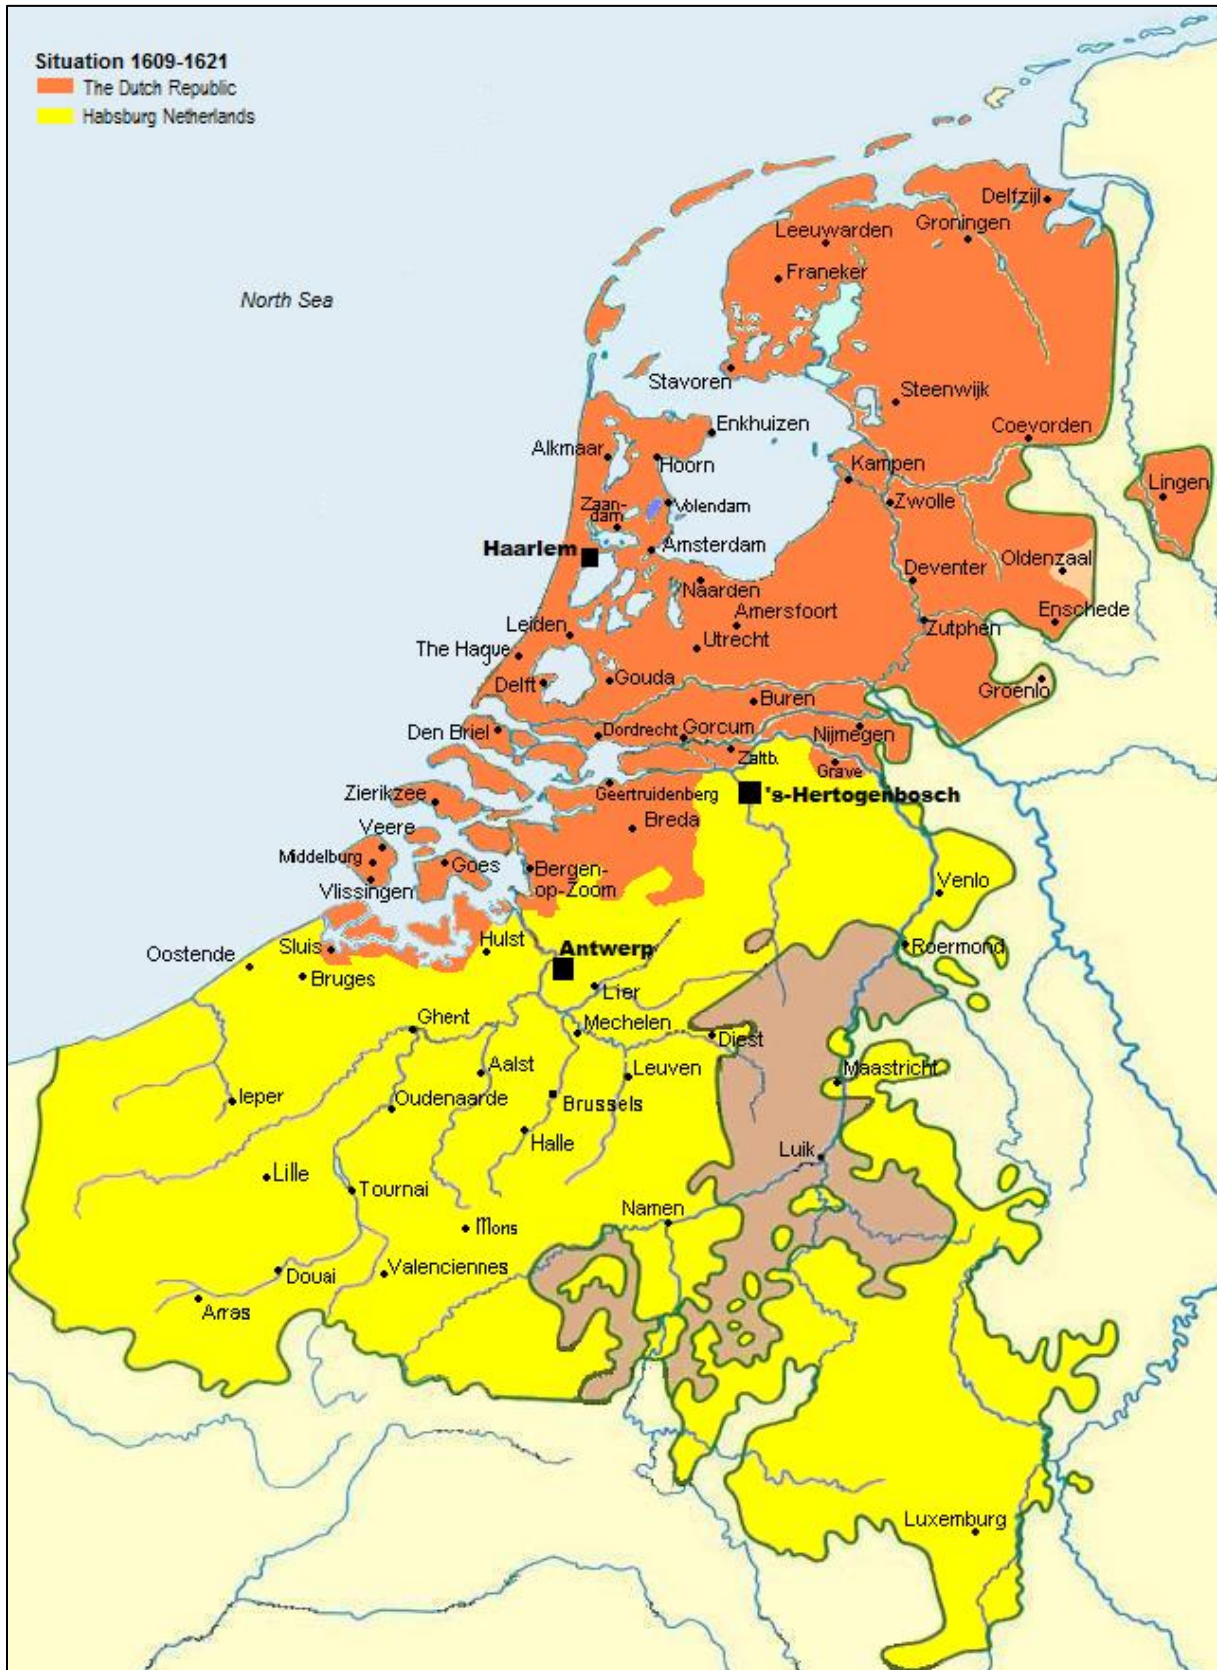 Situation 1609-1621
The Dutch Republic
Habsburg Netherlands
Delfzijl
Groningen
Leeuwarden
Franeker
North Sea
Stavoren
Steenwijk
Enkhuizen
Coevorden
Alkmaar
Hoorn
Kampen
Lingen
Zaan-
dam
Volendam
Zwolle
Haarlem
Amsterdam
Oldenzaal
Naarden
Deventer
Amersfoort
Enschede
Leiden
Zutphen
The Hague
Utrecht
Delft
Gouda
Groenlo
Buren
Den Briel
Dordrecht
Gorcum
Nijmegen
Zaltb.
Grave
Zierikzee
Geertruidenberg
's-Hertogenbosch
Veere
Breda
Middelburg
Goes
Bergen-
op-Zoom
Vlissingen
Venlo
Oostende
Sluis
Hulst
Antwerp
Roermond
Bruges
Lier
Ghent
Mechelen
Diest
Aalst
Leuven
Maastricht
Ieper
Oudenaarde
Brussels
Halle
Luik
Lille
Tournai
Namen
Mons
Douai
Valenciennes
Arras
Luxemburg